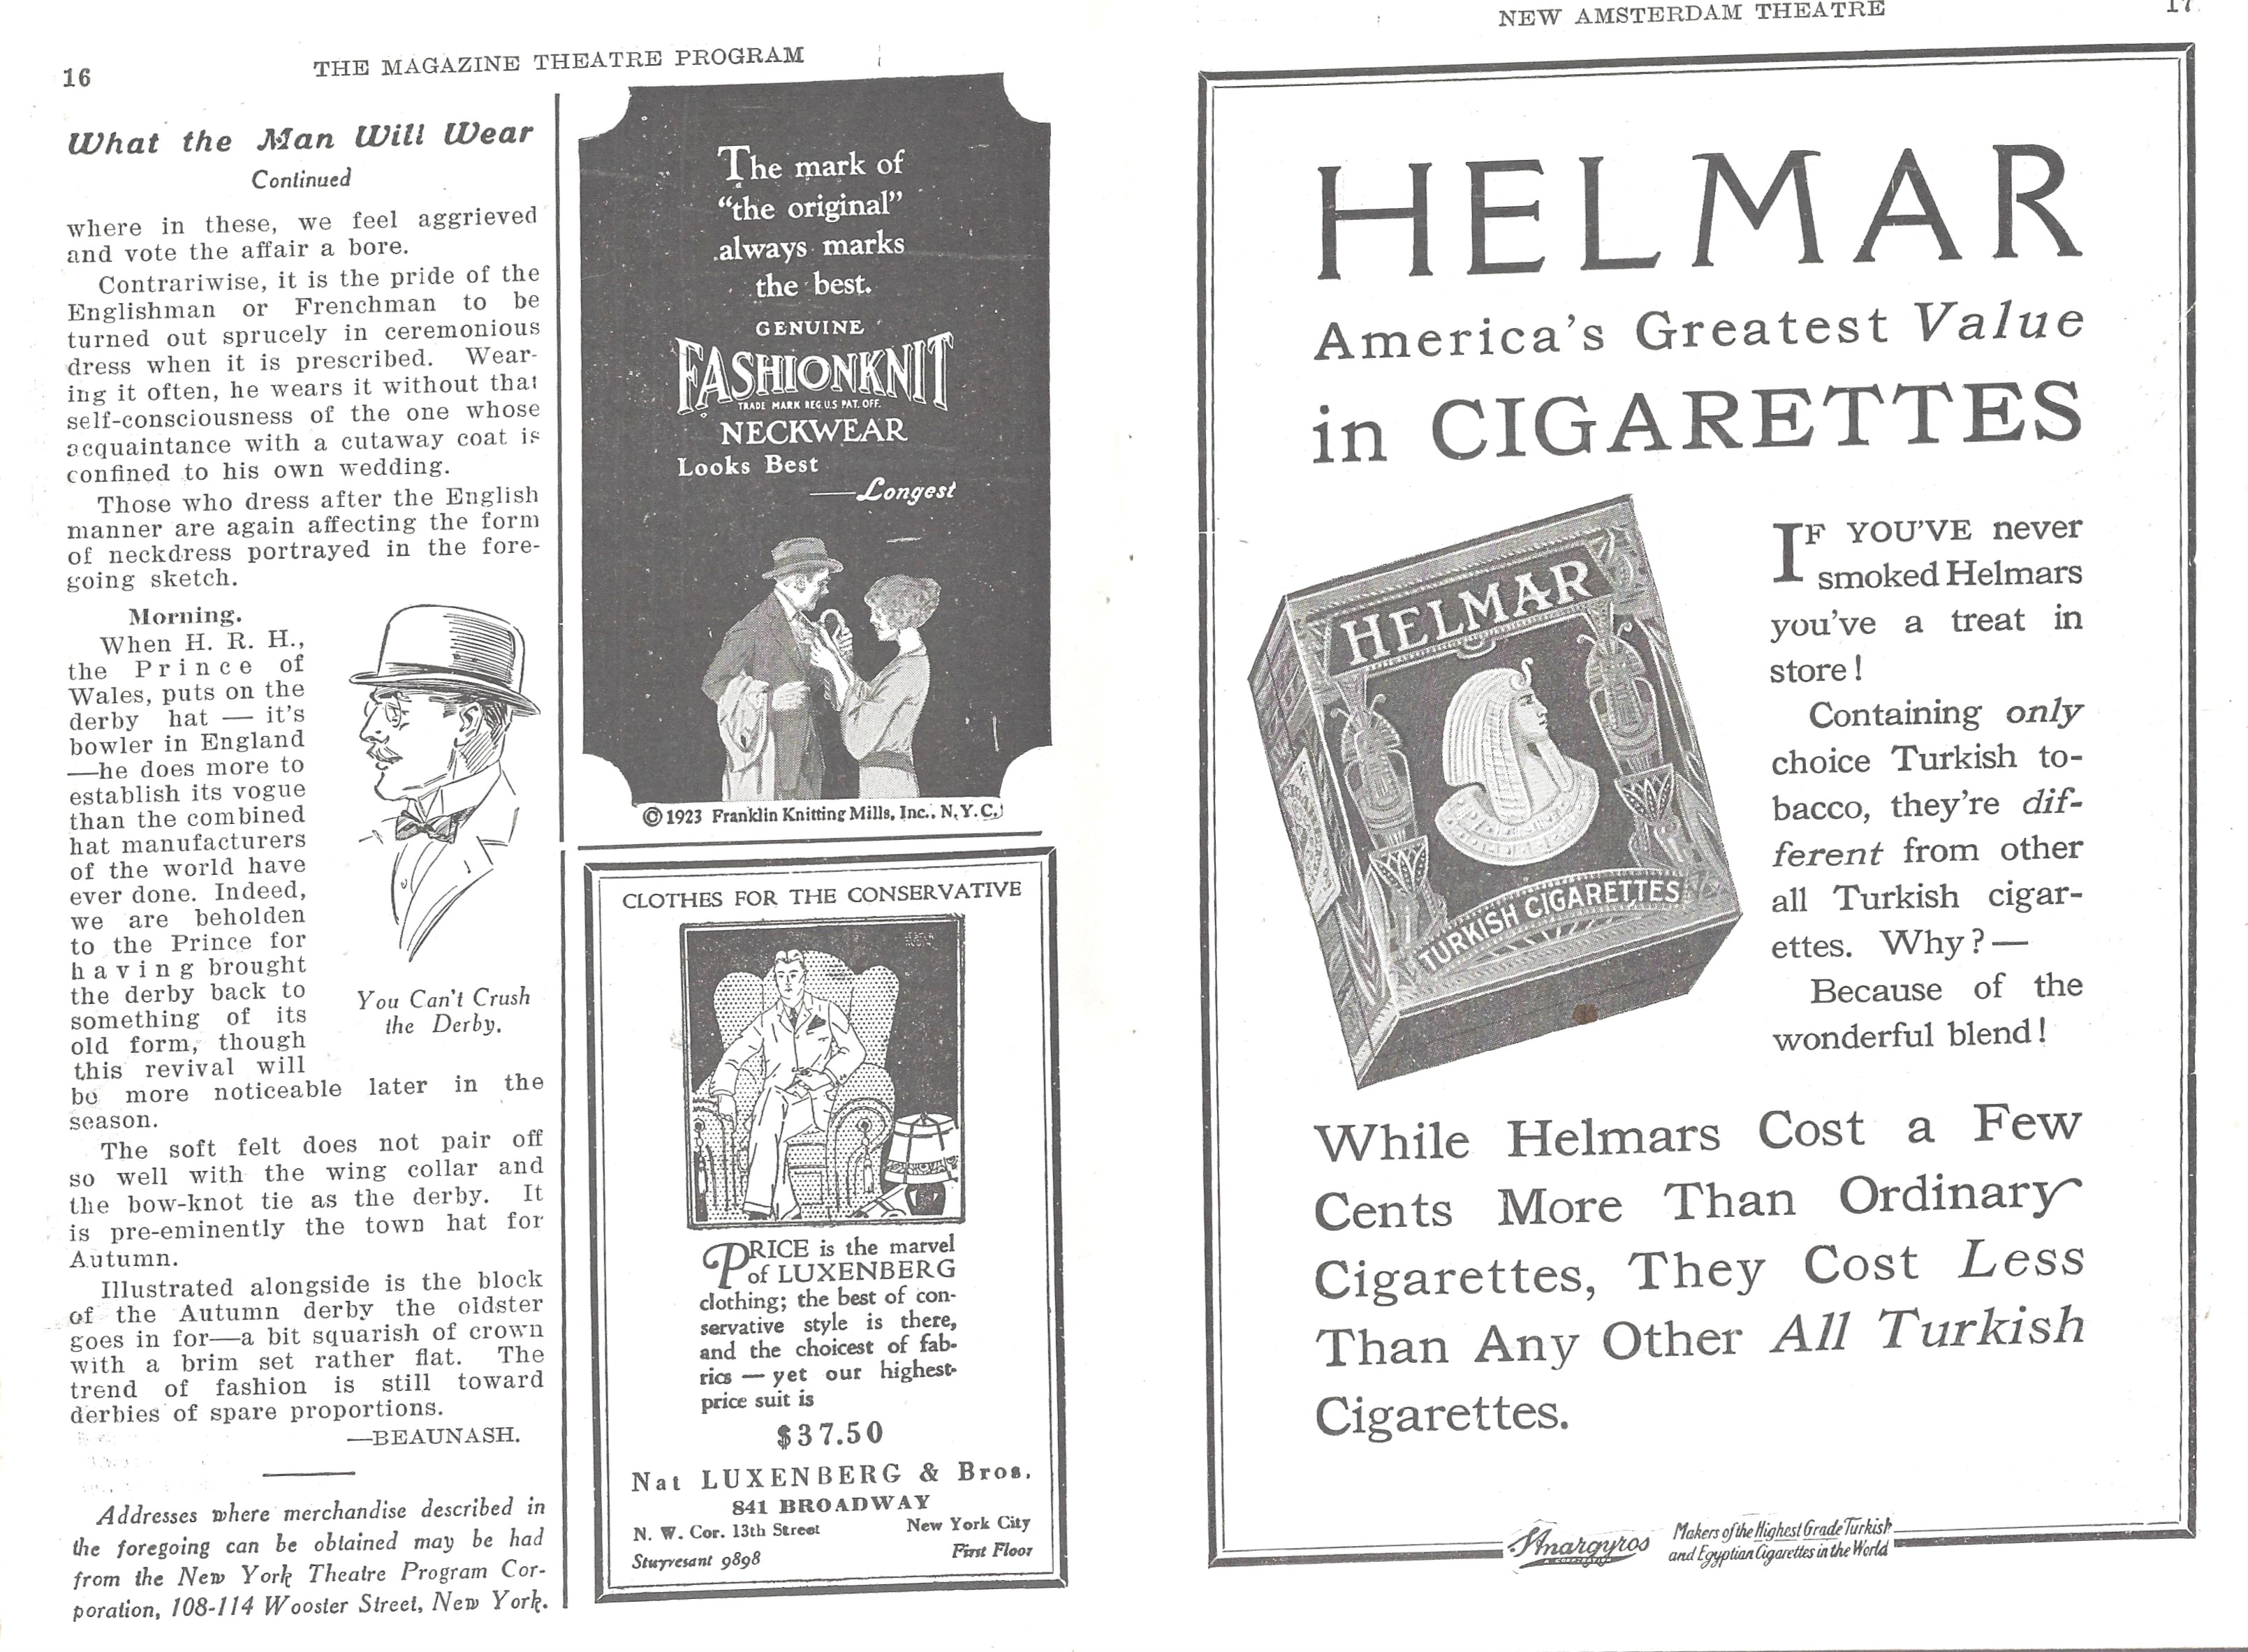 16
THE MAGAZINE THEATRE PROGRAM
What the Man Will Wear
Continued
where in these, we feel aggrieved
and vote the affair a bore.
Contrariwise, it is the pride of the
Englishman or Frenchman to be
turned out sprucely in ceremonious
dress when it is prescribed. Wear-
ing it often, he wears it without that
self-consciousness of the one whose
acquaintance with a cutaway coat is
confined to his own wedding.
Those who dress after the English
manner are again affecting the form
of neckdress portrayed in the fore-
going sketch.
Morning.
When H. R. H.,
the Prince of
Wales, puts on the
derby hat — it's
bowler in England
—he does more to
establish its vogue
than the combined
hat manufacturers
of the world have
ever done. Indeed,
we are beholden
to the Prince for
having brought
the derby back to
something of its
old form, though
this revival will
be more noticeable later in the
season.
You Can't Crush
the Derby.
The soft felt does not pair off
so well with the wing collar and
the bow-knot tie as the derby. It
is pre-eminently the town hat for
Autumn.
Illustrated alongside is the block
of the Autumn derby the oldster
goes in for—a bit squarish of crown
with a brim set rather flat. The
trend of fashion is still toward
derbies of spare proportions.
—BEAUNASH.
Addresses where merchandise described in
the foregoing can be obtained may be had
from the New York Theatre Program Cor-
poration, 108-114 Wooster Street, New York.
The mark of
"the original"
always marks
the best.
GENUINE
FASHIONKNIT
TRADE MARK REG. U.S. PAT. OFF.
NECKWEAR
Looks Best
—Longest
© 1923 Franklin Knitting Mills, Inc., N.Y.C.
CLOTHES FOR THE CONSERVATIVE
PRICE is the marvel
of LUXENBERG
clothing; the best of con-
servative style is there,
and the choicest of fab-
rics — yet our highest-
price suit is
$37.50
Nat LUXENBERG & Bros.
841 BROADWAY
N. W. Cor. 13th Street New York City
Stuyvesant 9898 First Floor
NEW AMSTERDAM THEATRE
17
HELMAR
America's Greatest Value
in CIGARETTES
HELMAR
TURKISH CIGARETTES
IF YOU'VE never
smoked Helmars
you've a treat in
store!
Containing only
choice Turkish to-
bacco, they're dif-
ferent from other
all Turkish cigar-
ettes. Why?—
Because of the
wonderful blend!
While Helmars Cost a Few
Cents More Than Ordinary
Cigarettes, They Cost Less
Than Any Other All Turkish
Cigarettes.
S. Anargyros
Makers of the Highest Grade Turkish
and Egyptian Cigarettes in the World